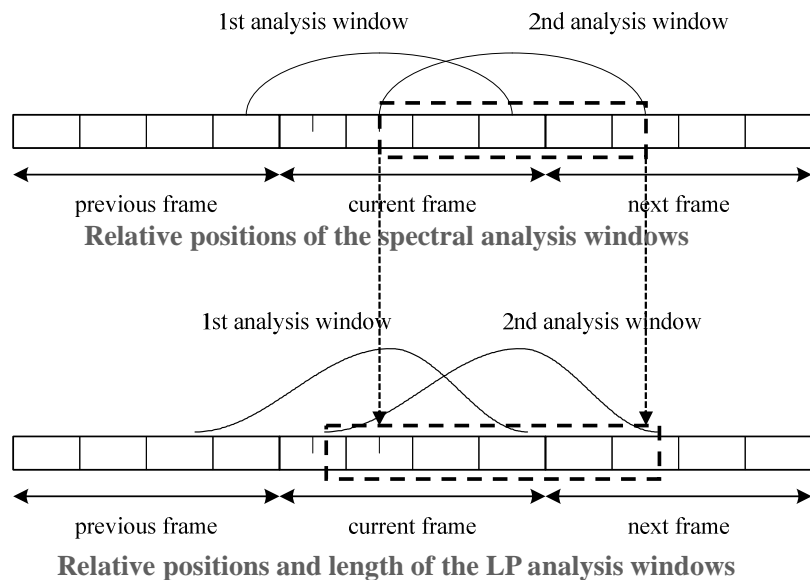 1st analysis window 2nd analysis window
previous frame current frame next frame
Relative positions of the spectral analysis windows
1st analysis window 2nd analysis window
previous frame current frame next frame
Relative positions and length of the LP analysis windows